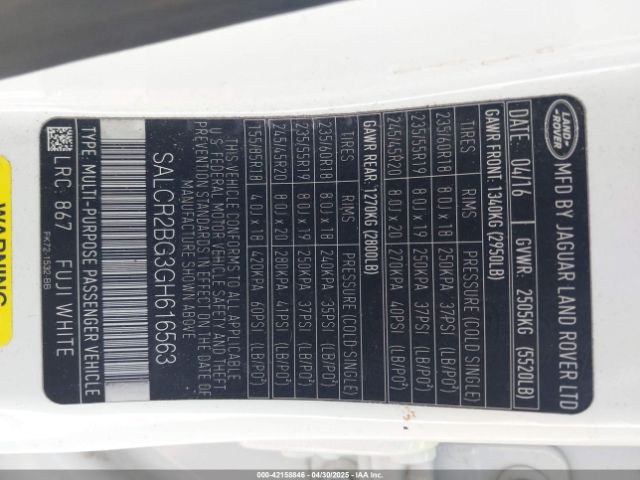 LAND-
ROVER
MFD BY JAGUAR LAND ROVER LTD
DATE: 04/16 GVWR: 2505KG (5520LB)
GAWR FRONT 1340KG (2950LB)
TIRES RIMS PRESSURE (COLD SINGLE)
235/60R18 8.0J x 18 250KPA 37PSI (LB/PO²)
235/55R19 8.0J x 19 250KPA 37PSI (LB/PO²)
245/45R20 8.0J x 20 270KPA 40PSI (LB/PO²)
GAWR REAR 1270KG (2800LB)
TIRES RIMS PRESSURE (COLD SINGLE)
235/60R18 8.0J x 18 240KPA 35PSI (LB/PO²)
235/55R19 8.0J x 19 250KPA 37PSI (LB/PO²)
245/45R20 8.0J x 20 280KPA 41PSI (LB/PO²)
155/85R18 4.0J x 18 420KPA 60PSI (LB/PO²)
THIS VEHICLE CONFORMS TO ALL APPLICABLE
U.S FEDERAL MOTOR VEHICLE SAFETY AND THEFT
PREVENTION STANDARDS IN EFFECT ON THE DATE OF
MANUFACTURE SHOWN ABOVE
SALCR2BG3GH616563
TYPE: MULTI-PURPOSE PASSENGER VEHICLE
LRC: 867 FUJI WHITE
FK72-1532-BB
WARNING
000-42158846 - 04/30/2025 - IAAI.COM